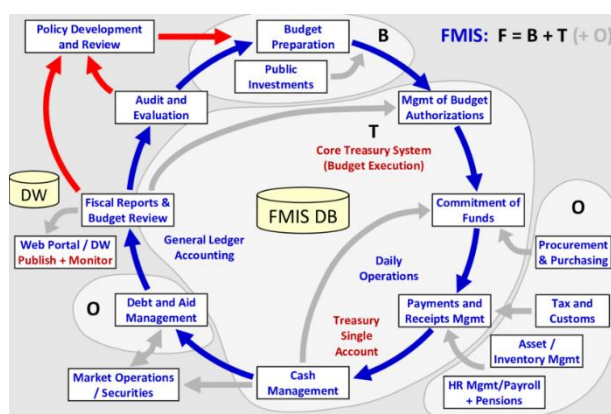 Policy Development
and Review
Budget
Preparation
B
FMIS: F = B + T (+ O)
Public
Investments
Audit and
Evaluation
Mgmt of Budget
Authorizations
T
Core Treasury System
(Budget Execution)
DW
Fiscal Reports &
Budget Review
FMIS DB
Commitment of
Funds
O
Web Portal / DW
Publish + Monitor
General Ledger
Accounting
Procurement
& Purchasing
Daily
Operations
O
Debt and Aid
Management
Payments and
Receipts Mgmt
Tax and
Customs
Treasury
Single
Account
Asset /
Inventory Mgmt
Market Operations
/ Securities
Cash
Management
HR Mgmt/Payroll
+ Pensions